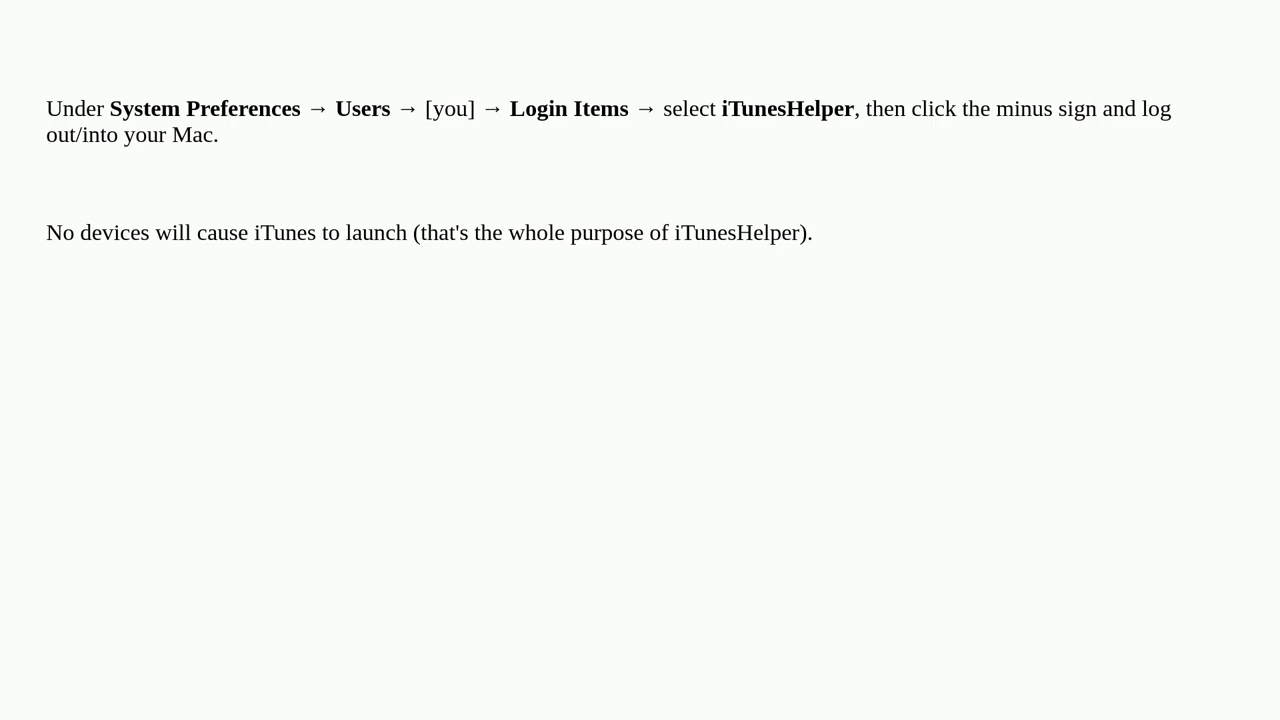 Under System Preferences → Users → [you] → Login Items → select iTunesHelper, then click the minus sign and log
out/into your Mac.
No devices will cause iTunes to launch (that's the whole purpose of iTunesHelper).